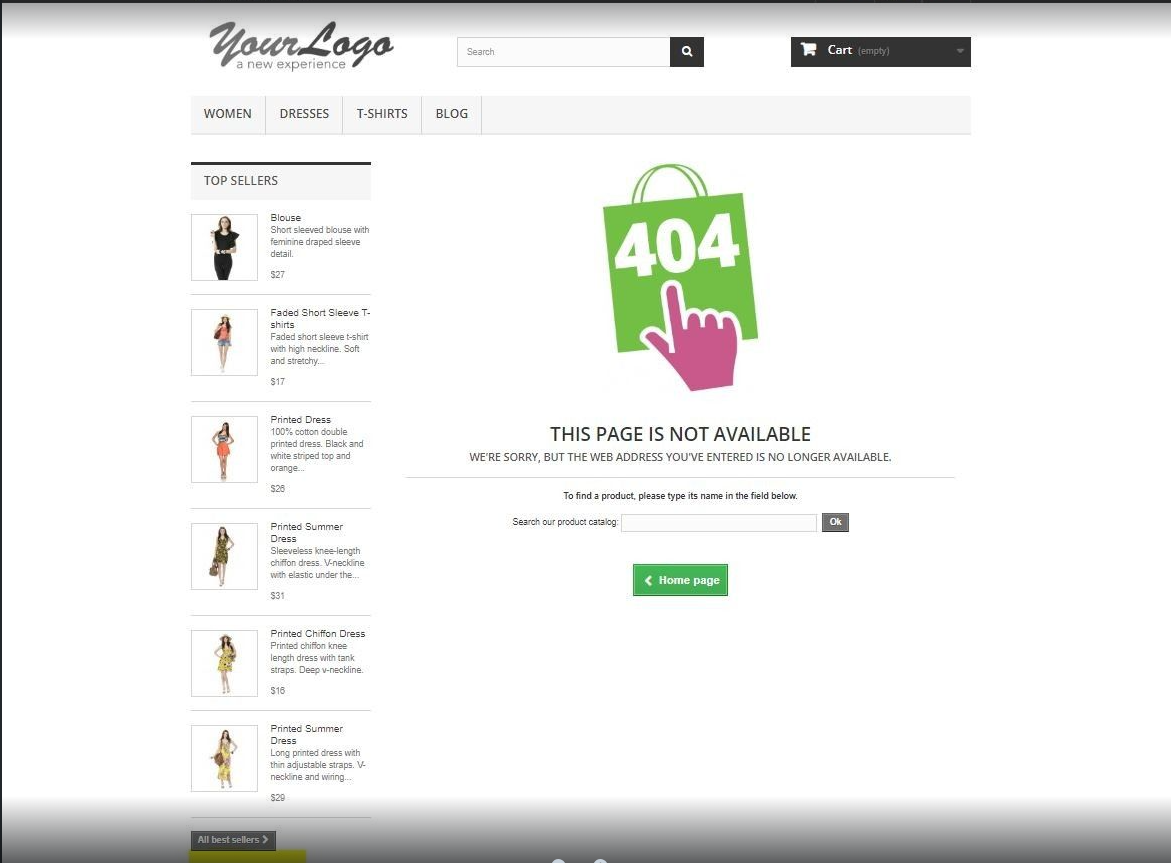 YourLogo
a new experience
Search
Cart (empty)
WOMEN
DRESSES
T-SHIRTS
BLOG
TOP SELLERS
Blouse
Short sleeved blouse with
feminine draped sleeve
detail.
$27
Faded Short Sleeve T-
shirts
Faded short sleeve t-shirt
with high neckline. Soft
and stretchy...
$17
Printed Dress
100% cotton double
printed dress. Black and
white striped top and
orange...
$26
Printed Summer
Dress
Sleeveless knee-length
chiffon dress. V-neckline
with elastic under the...
$31
Printed Chiffon Dress
Printed chiffon knee
length dress with tank
straps. Deep v-neckline.
$16
Printed Summer
Dress
Long printed dress with
thin adjustable straps. V-
neckline and wiring...
$29
All best sellers
404
THIS PAGE IS NOT AVAILABLE
WE'RE SORRY, BUT THE WEB ADDRESS YOU'VE ENTERED IS NO LONGER AVAILABLE.
To find a product, please type its name in the field below.
Search our product catalog:
Ok
Home page